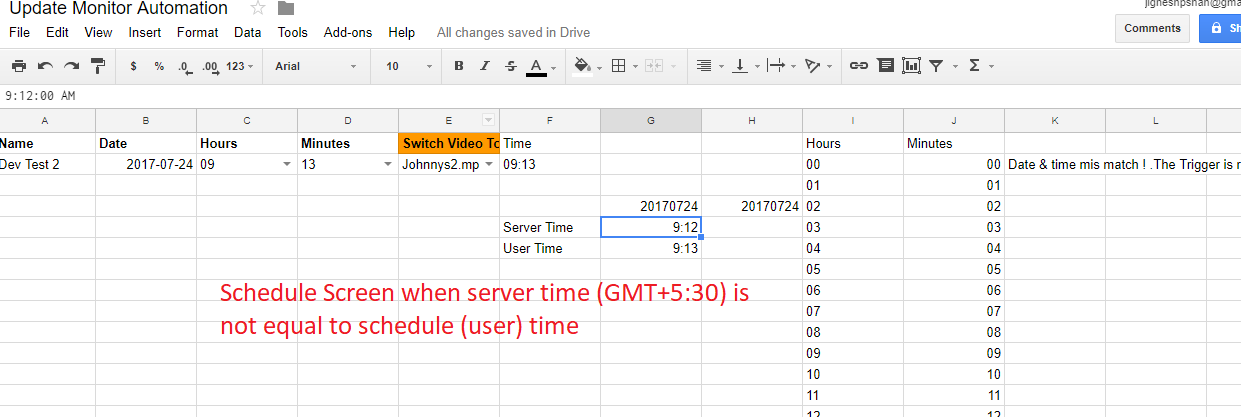 Update Monitor Automation
File Edit View Insert Format Data Tools Add-ons Help All changes saved in Drive
Comments
$ % .0 .00 123 Arial 10 B I S A Σ
9:12:00 AM
A B C D E F G H I J K L
Name Date Hours Minutes Switch Video To Time Hours Minutes
Dev Test 2 2017-07-24 09 13 Johnnys2.mp 09:13 00 00 Date & time mis match ! .The Trigger is
01 01
20170724 20170724 02 02
Server Time 9:12 03 03
User Time 9:13 04 04
05 05
06 06
07 07
08 08
09 09
10 10
11 11
12 12
Schedule Screen when server time (GMT+5:30) is
not equal to schedule (user) time